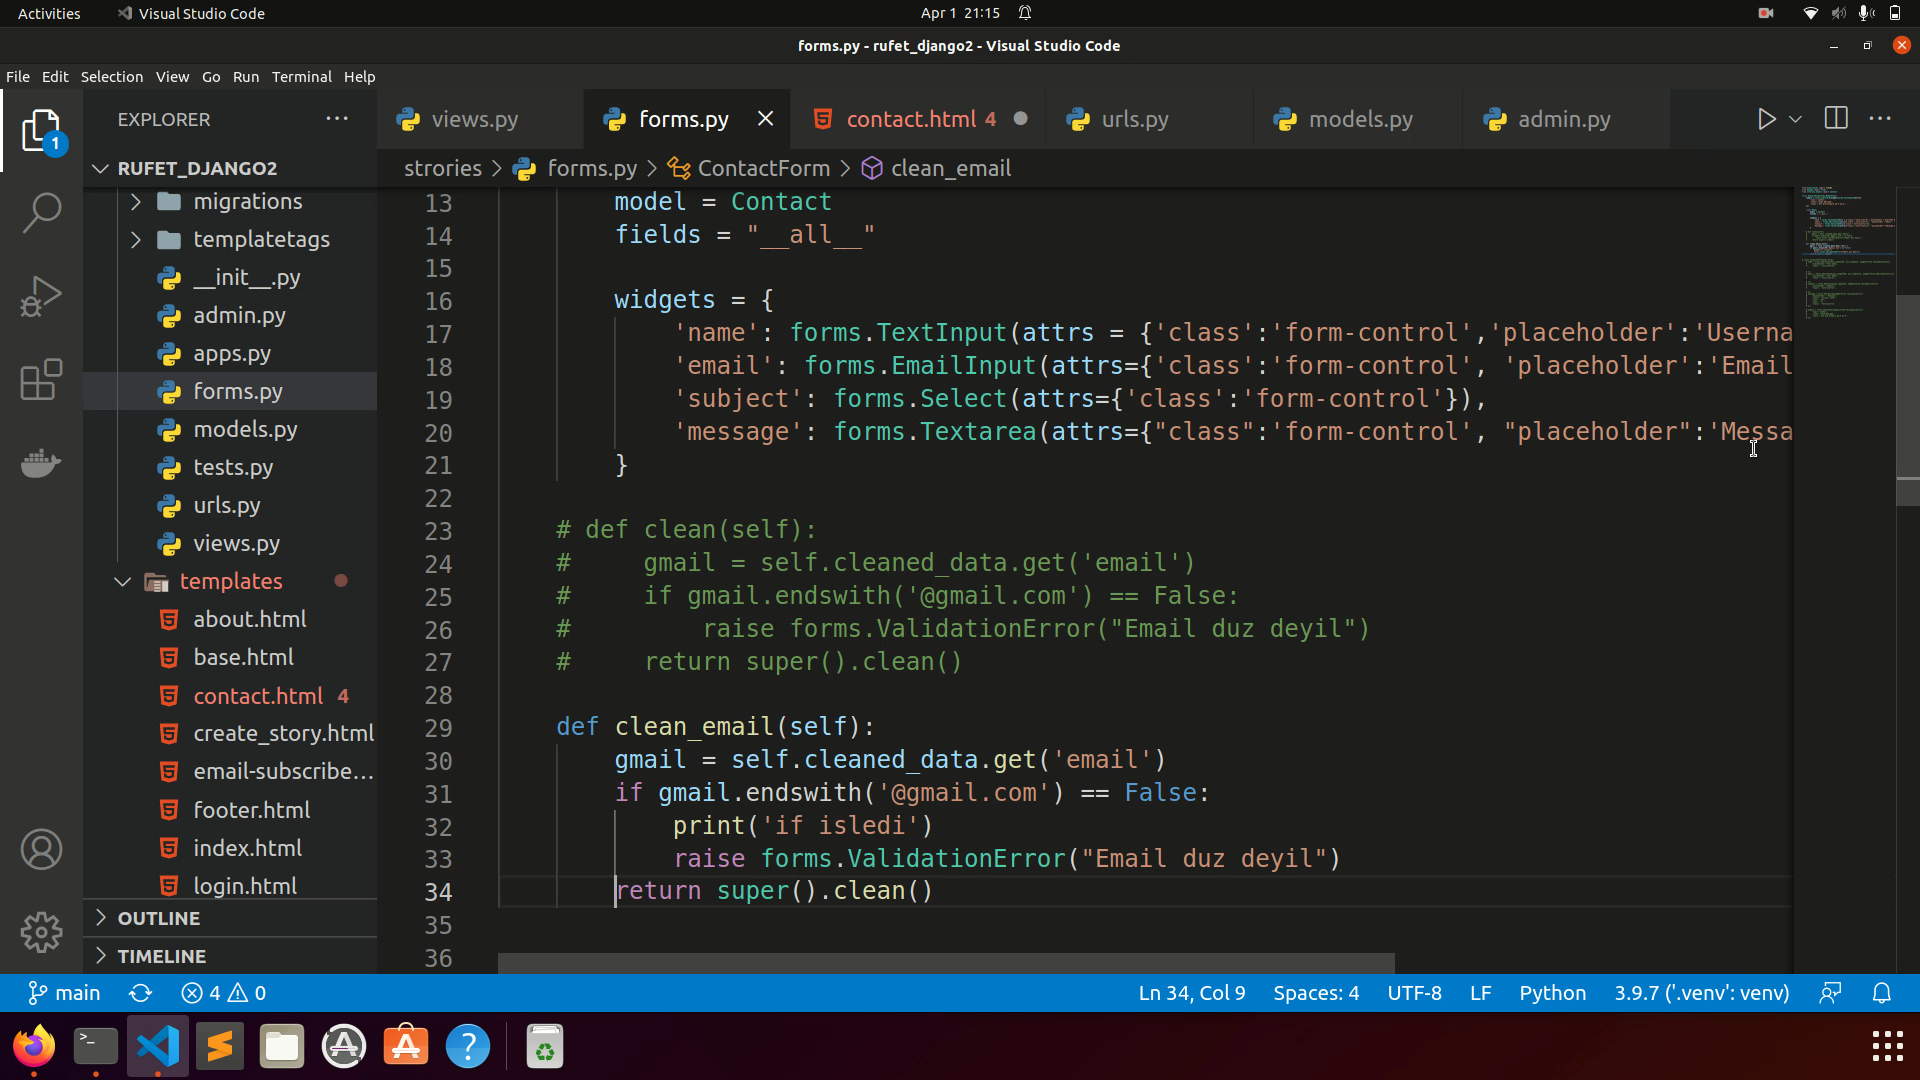 Activities
Visual Studio Code
Apr 1 21:15
forms.py - rufet_django2 - Visual Studio Code
File Edit Selection View Go Run Terminal Help
EXPLORER
views.py
forms.py
contact.html 4
urls.py
models.py
admin.py
1
RUFET_DJANGO2
strories > forms.py > ContactForm > clean_email
migrations
templatetags
__init__.py
admin.py
apps.py
forms.py
models.py
tests.py
urls.py
views.py
templates
about.html
base.html
contact.html 4
create_story.html
email-subscribe...
footer.html
index.html
login.html
OUTLINE
TIMELINE
13 model = Contact
14 fields = "__all__"
15
16 widgets = {
17 'name': forms.TextInput(attrs = {'class':'form-control','placeholder':'Userna
18 'email': forms.EmailInput(attrs={'class':'form-control', 'placeholder':'Email
19 'subject': forms.Select(attrs={'class':'form-control'}),
20 'message': forms.Textarea(attrs={"class":'form-control', "placeholder":'Messa
21 }
22
23 # def clean(self):
24 #     gmail = self.cleaned_data.get('email')
25 #     if gmail.endswith('@gmail.com') == False:
26 #         raise forms.ValidationError("Email duz deyil")
27 #     return super().clean()
28
29 def clean_email(self):
30 gmail = self.cleaned_data.get('email')
31 if gmail.endswith('@gmail.com') == False:
32 print('if isledi')
33 raise forms.ValidationError("Email duz deyil")
34 return super().clean()
35
36
main
4 0
Ln 34, Col 9
Spaces: 4
UTF-8
LF
Python
3.9.7 ('.venv': venv)